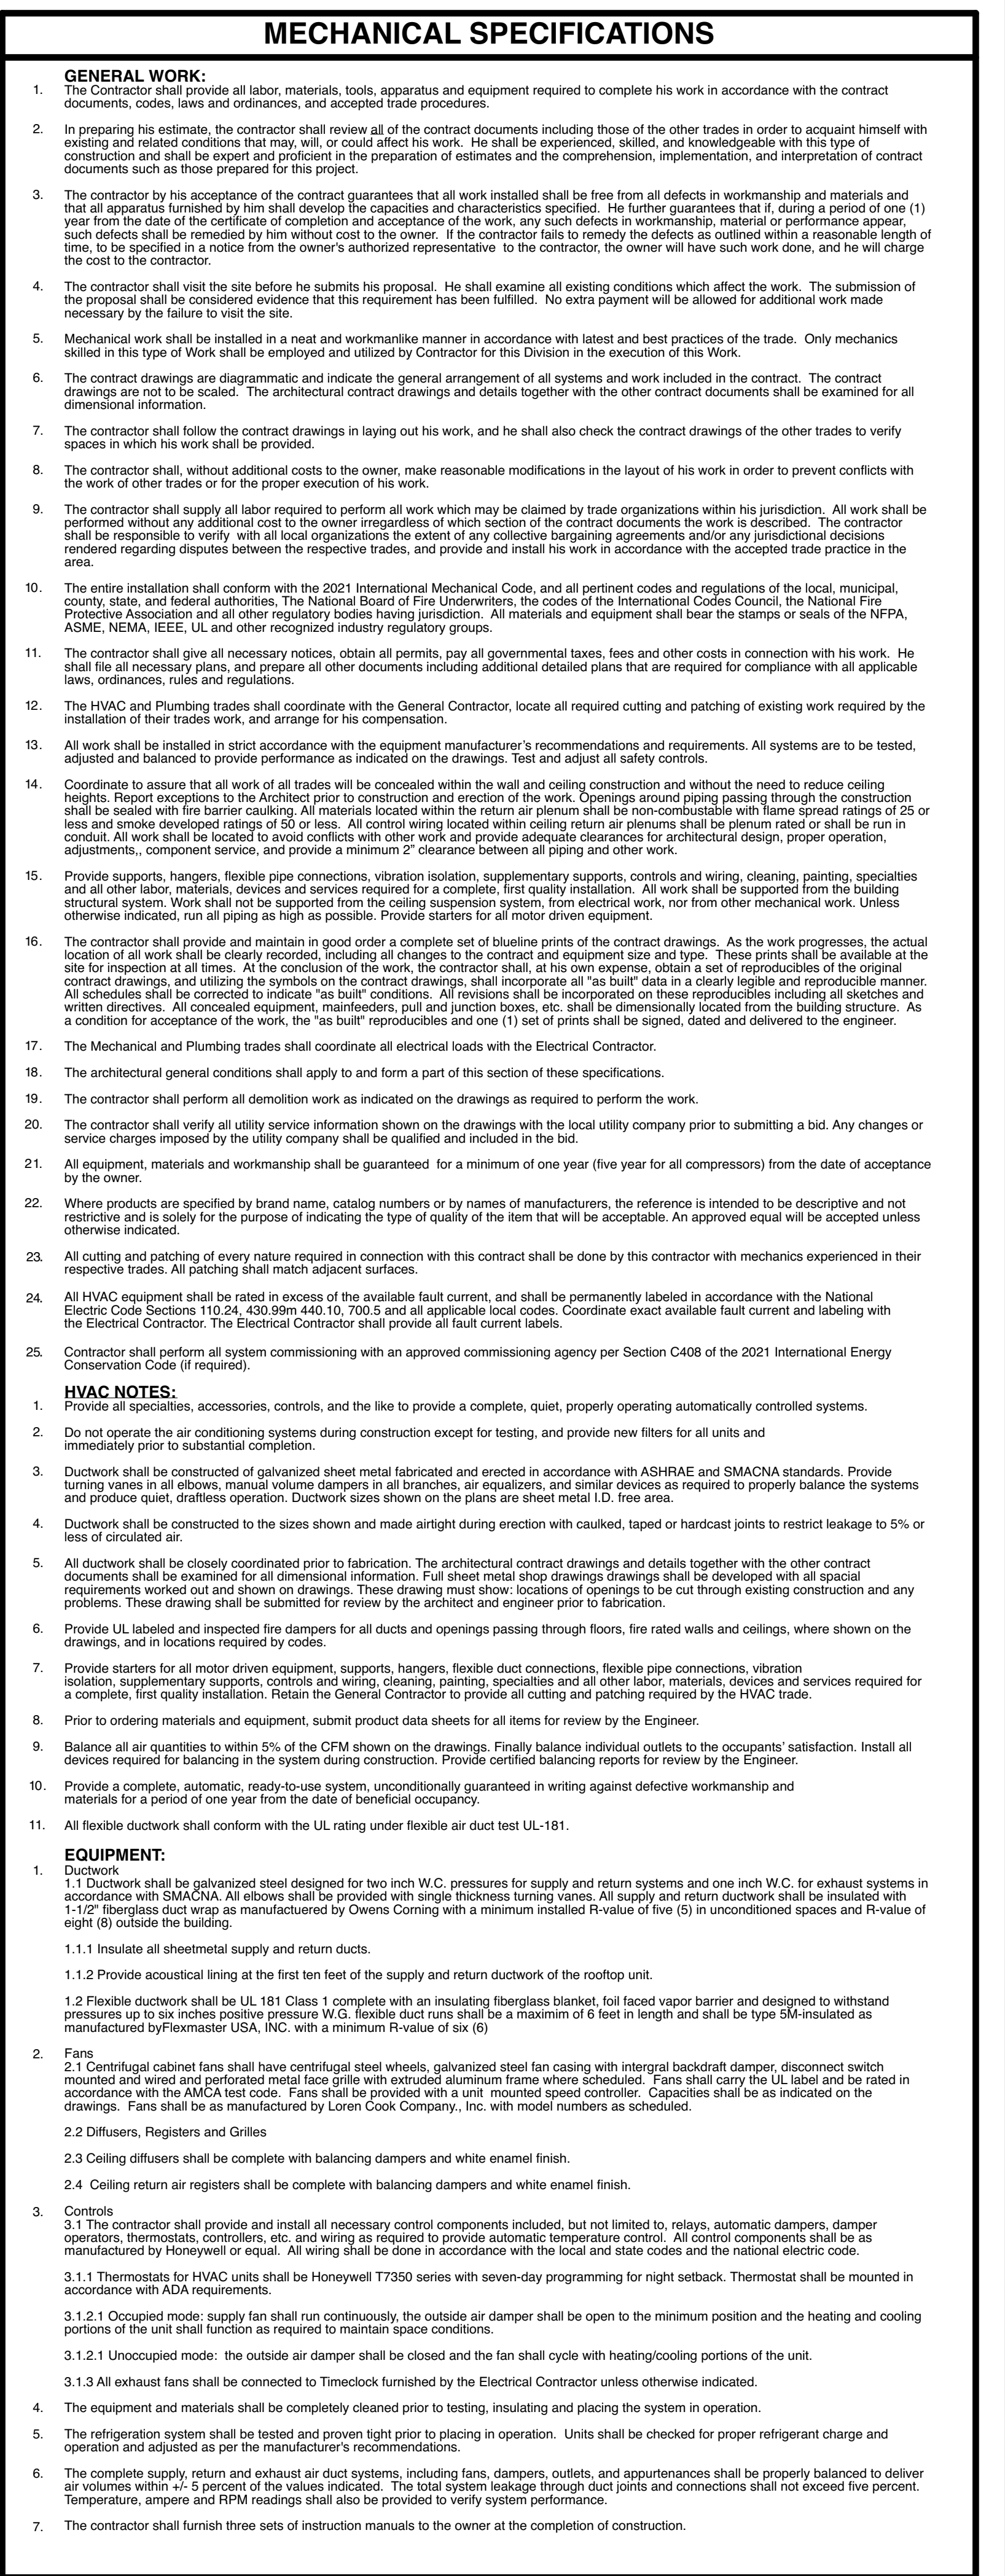 MECHANICAL SPECIFICATIONS
GENERAL WORK:
1. The Contractor shall provide all labor, materials, tools, apparatus and equipment required to complete his work in accordance with the contract
documents, codes, laws and ordinances, and accepted trade procedures.
2. In preparing his estimate, the contractor shall review all of the contract documents including those of the other trades in order to acquaint himself with
existing and related conditions that may, will, or could affect his work. He shall be experienced, skilled, and knowledgeable with this type of
construction and shall be expert and proficient in the preparation of estimates and the comprehension, implementation, and interpretation of contract
documents such as those prepared for this project.
3. The contractor by his acceptance of the contract guarantees that all work installed shall be free from all defects in workmanship and materials and
that all apparatus furnished by him shall develop the capacities and characteristics specified. He further guarantees that if, during a period of one (1)
year from the date of the certificate of completion and acceptance of the work, any such defects in workmanship, material or performance appear,
such defects shall be remedied by him without cost to the owner. If the contractor fails to remedy the defects as outlined within a reasonable length of
time, to be specified in a notice from the owner's authorized representative to the contractor, the owner will have such work done, and he will charge
the cost to the contractor.
4. The contractor shall visit the site before he submits his proposal. He shall examine all existing conditions which affect the work. The submission of
the proposal shall be considered evidence that this requirement has been fulfilled. No extra payment will be allowed for additional work made
necessary by the failure to visit the site.
5. Mechanical work shall be installed in a neat and workmanlike manner in accordance with latest and best practices of the trade. Only mechanics
skilled in this type of Work shall be employed and utilized by Contractor for this Division in the execution of this Work.
6. The contract drawings are diagrammatic and indicate the general arrangement of all systems and work included in the contract. The contract
drawings are not to be scaled. The architectural contract drawings and details together with the other contract documents shall be examined for all
dimensional information.
7. The contractor shall follow the contract drawings in laying out his work, and he shall also check the contract drawings of the other trades to verify
spaces in which his work shall be provided.
8. The contractor shall, without additional costs to the owner, make reasonable modifications in the layout of his work in order to prevent conflicts with
the work of other trades or for the proper execution of his work.
9. The contractor shall supply all labor required to perform all work which may be claimed by trade organizations within his jurisdiction. All work shall be
performed without any additional cost to the owner irregardless of which section of the contract documents the work is described. The contractor
shall be responsible to verify with all local organizations the extent of any collective bargaining agreements and/or any jurisdictional decisions
rendered regarding disputes between the respective trades, and provide and install his work in accordance with the accepted trade practice in the
area.
10. The entire installation shall conform with the 2021 International Mechanical Code, and all pertinent codes and regulations of the local, municipal,
county, state, and federal authorities, The National Board of Fire Underwriters, the codes of the International Codes Council, the National Fire
Protective Association and all other regulatory bodies having jurisdiction. All materials and equipment shall bear the stamps or seals of the NFPA,
ASME, NEMA, IEEE, UL and other recognized industry regulatory groups.
11. The contractor shall give all necessary notices, obtain all permits, pay all governmental taxes, fees and other costs in connection with his work. He
shall file all necessary plans, and prepare all other documents including additional detailed plans that are required for compliance with all applicable
laws, ordinances, rules and regulations.
12. The HVAC and Plumbing trades shall coordinate with the General Contractor, locate all required cutting and patching of existing work required by the
installation of their trades work, and arrange for his compensation.
13. All work shall be installed in strict accordance with the equipment manufacturer's recommendations and requirements. All systems are to be tested,
adjusted and balanced to provide performance as indicated on the drawings. Test and adjust all safety controls.
14. Coordinate to assure that all work of all trades will be concealed within the wall and ceiling construction and without the need to reduce ceiling
heights. Report exceptions to the Architect prior to construction and erection of the work. Openings around piping passing through the construction
shall be sealed with fire barrier caulking. All materials located within the return air plenum shall be non-combustable with flame spread ratings of 25 or
less and smoke developed ratings of 50 or less. All control wiring located within ceiling return air plenums shall be plenum rated or shall be run in
conduit. All work shall be located to avoid conflicts with other work and provide adequate clearances for architectural design, proper operation,
adjustments,, component service, and provide a minimum 2" clearance between all piping and other work.
15. Provide supports, hangers, flexible pipe connections, vibration isolation, supplementary supports, controls and wiring, cleaning, painting, specialties
and all other labor, materials, devices and services required for a complete, first quality installation. All work shall be supported from the building
structural system. Work shall not be supported from the ceiling suspension system, from electrical work, nor from other mechanical work. Unless
otherwise indicated, run all piping as high as possible. Provide starters for all motor driven equipment.
16. The contractor shall provide and maintain in good order a complete set of blueline prints of the contract drawings. As the work progresses, the actual
location of all work shall be clearly recorded, including all changes to the contract and equipment size and type. These prints shall be available at the
site for inspection at all times. At the conclusion of the work, the contractor shall, at his own expense, obtain a set of reproducibles of the original
contract drawings, and utilizing the symbols on the contract drawings, shall incorporate all "as built" data in a clearly legible and reproducible manner.
All schedules shall be corrected to indicate "as built" conditions. All revisions shall be incorporated on these reproducibles including all sketches and
written directives. All concealed equipment, mainfeeders, pull and junction boxes, etc. shall be dimensionally located from the building structure. As
a condition for acceptance of the work, the "as built" reproducibles and one (1) set of prints shall be signed, dated and delivered to the engineer.
17. The Mechanical and Plumbing trades shall coordinate all electrical loads with the Electrical Contractor.
18. The architectural general conditions shall apply to and form a part of this section of these specifications.
19. The contractor shall perform all demolition work as indicated on the drawings as required to perform the work.
20. The contractor shall verify all utility service information shown on the drawings with the local utility company prior to submitting a bid. Any changes or
service charges imposed by the utility company shall be qualified and included in the bid.
21. All equipment, materials and workmanship shall be guaranteed for a minimum of one year (five year for all compressors) from the date of acceptance
by the owner.
22. Where products are specified by brand name, catalog numbers or by names of manufacturers, the reference is intended to be descriptive and not
restrictive and is solely for the purpose of indicating the type of quality of the item that will be acceptable. An approved equal will be accepted unless
otherwise indicated.
23. All cutting and patching of every nature required in connection with this contract shall be done by this contractor with mechanics experienced in their
respective trades. All patching shall match adjacent surfaces.
24. All HVAC equipment shall be rated in excess of the available fault current, and shall be permanently labeled in accordance with the National
Electric Code Sections 110.24, 430.99m 440.10, 700.5 and all applicable local codes. Coordinate exact available fault current and labeling with
the Electrical Contractor. The Electrical Contractor shall provide all fault current labels.
25. Contractor shall perform all system commissioning with an approved commissioning agency per Section C408 of the 2021 International Energy
Conservation Code (if required).
HVAC NOTES:
1. Provide all specialties, accessories, controls, and the like to provide a complete, quiet, properly operating automatically controlled systems.
2. Do not operate the air conditioning systems during construction except for testing, and provide new filters for all units and
immediately prior to substantial completion.
3. Ductwork shall be constructed of galvanized sheet metal fabricated and erected in accordance with ASHRAE and SMACNA standards. Provide
turning vanes in all elbows, manual volume dampers in all branches, air equalizers, and similar devices as required to properly balance the systems
and produce quiet, draftless operation. Ductwork sizes shown on the plans are sheet metal I.D. free area.
4. Ductwork shall be constructed to the sizes shown and made airtight during erection with caulked, taped or hardcast joints to restrict leakage to 5% or
less of circulated air.
5. All ductwork shall be closely coordinated prior to fabrication. The architectural contract drawings and details together with the other contract
documents shall be examined for all dimensional information. Full sheet metal shop drawings drawings shall be developed with all spacial
requirements worked out and shown on drawings. These drawing must show: locations of openings to be cut through existing construction and any
problems. These drawing shall be submitted for review by the architect and engineer prior to fabrication.
6. Provide UL labeled and inspected fire dampers for all ducts and openings passing through floors, fire rated walls and ceilings, where shown on the
drawings, and in locations required by codes.
7. Provide starters for all motor driven equipment, supports, hangers, flexible duct connections, flexible pipe connections, vibration
isolation, supplementary supports, controls and wiring, cleaning, painting, specialties and all other labor, materials, devices and services required for
a complete, first quality installation. Retain the General Contractor to provide all cutting and patching required by the HVAC trade.
8. Prior to ordering materials and equipment, submit product data sheets for all items for review by the Engineer.
9. Balance all air quantities to within 5% of the CFM shown on the drawings. Finally balance individual outlets to the occupants' satisfaction. Install all
devices required for balancing in the system during construction. Provide certified balancing reports for review by the Engineer.
10. Provide a complete, automatic, ready-to-use system, unconditionally guaranteed in writing against defective workmanship and
materials for a period of one year from the date of beneficial occupancy.
11. All flexible ductwork shall conform with the UL rating under flexible air duct test UL-181.
EQUIPMENT:
1. Ductwork
1.1 Ductwork shall be galvanized steel designed for two inch W.C. pressures for supply and return systems and one inch W.C. for exhaust systems in
accordance with SMACNA. All elbows shall be provided with single thickness turning vanes. All supply and return ductwork shall be insulated with
1-1/2" fiberglass duct wrap as manufactuered by Owens Corning with a minimum installed R-value of five (5) in unconditioned spaces and R-value of
eight (8) outside the building.
1.1.1 Insulate all sheetmetal supply and return ducts.
1.1.2 Provide acoustical lining at the first ten feet of the supply and return ductwork of the rooftop unit.
1.2 Flexible ductwork shall be UL 181 Class 1 complete with an insulating fiberglass blanket, foil faced vapor barrier and designed to withstand
pressures up to six inches positive pressure W.G. flexible duct runs shall be a maximim of 6 feet in length and shall be type 5M-insulated as
manufactured byFlexmaster USA, INC. with a minimum R-value of six (6)
2. Fans
2.1 Centrifugal cabinet fans shall have centrifugal steel wheels, galvanized steel fan casing with intergral backdraft damper, disconnect switch
mounted and wired and perforated metal face grille with extruded aluminum frame where scheduled. Fans shall carry the UL label and be rated in
accordance with the AMCA test code. Fans shall be provided with a unit mounted speed controller. Capacities shall be as indicated on the
drawings. Fans shall be as manufactured by Loren Cook Company., Inc. with model numbers as scheduled.
2.2 Diffusers, Registers and Grilles
2.3 Ceiling diffusers shall be complete with balancing dampers and white enamel finish.
2.4 Ceiling return air registers shall be complete with balancing dampers and white enamel finish.
3. Controls
3.1 The contractor shall provide and install all necessary control components included, but not limited to, relays, automatic dampers, damper
operators, thermostats, controllers, etc. and wiring as required to provide automatic temperature control. All control components shall be as
manufactured by Honeywell or equal. All wiring shall be done in accordance with the local and state codes and the national electric code.
3.1.1 Thermostats for HVAC units shall be Honeywell T7350 series with seven-day programming for night setback. Thermostat shall be mounted in
accordance with ADA requirements.
3.1.2.1 Occupied mode: supply fan shall run continuously, the outside air damper shall be open to the minimum position and the heating and cooling
portions of the unit shall function as required to maintain space conditions.
3.1.2.1 Unoccupied mode: the outside air damper shall be closed and the fan shall cycle with heating/cooling portions of the unit.
3.1.3 All exhaust fans shall be connected to Timeclock furnished by the Electrical Contractor unless otherwise indicated.
4. The equipment and materials shall be completely cleaned prior to testing, insulating and placing the system in operation.
5. The refrigeration system shall be tested and proven tight prior to placing in operation. Units shall be checked for proper refrigerant charge and
operation and adjusted as per the manufacturer's recommendations.
6. The complete supply, return and exhaust air duct systems, including fans, dampers, outlets, and appurtenances shall be properly balanced to deliver
air volumes within +/- 5 percent of the values indicated. The total system leakage through duct joints and connections shall not exceed five percent.
Temperature, ampere and RPM readings shall also be provided to verify system performance.
7. The contractor shall furnish three sets of instruction manuals to the owner at the completion of construction.